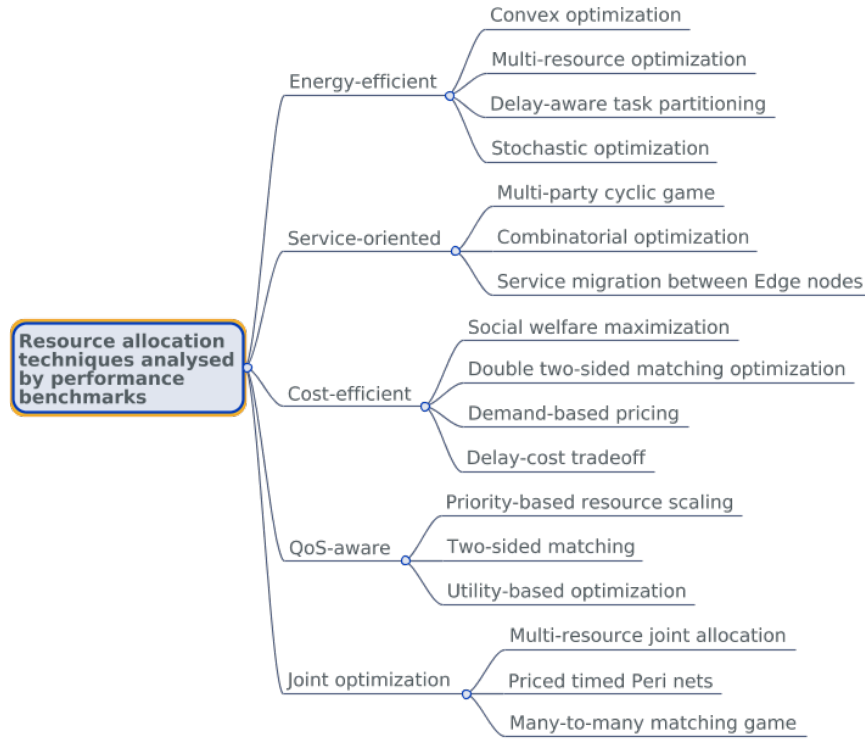 Resource allocation
techniques analysed
by performance
benchmarks
Energy-efficient
Convex optimization
Multi-resource optimization
Delay-aware task partitioning
Stochastic optimization
Service-oriented
Multi-party cyclic game
Combinatorial optimization
Service migration between Edge nodes
Cost-efficient
Social welfare maximization
Double two-sided matching optimization
Demand-based pricing
Delay-cost tradeoff
QoS-aware
Priority-based resource scaling
Two-sided matching
Utility-based optimization
Joint optimization
Multi-resource joint allocation
Priced timed Peri nets
Many-to-many matching game